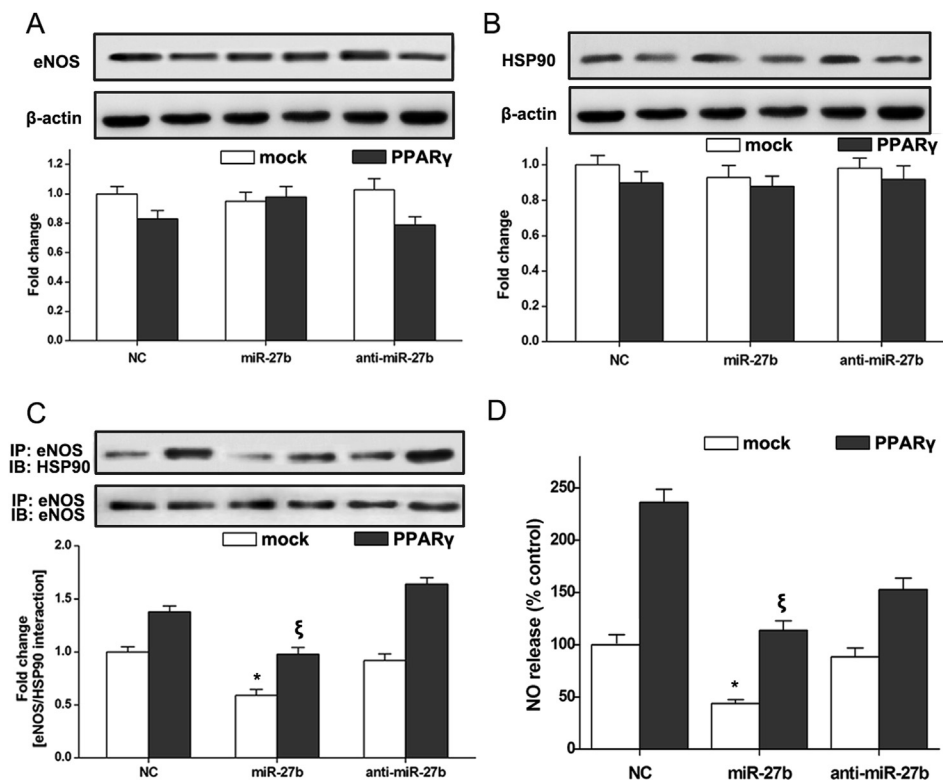 A
eNOS
β-actin
mock PPARγ
Fold change
1.2
1.0
0.8
0.6
0.4
0.2
0.0
NC miR-27b anti-miR-27b
B
HSP90
β-actin
mock PPARγ
Fold change
1.0
0.8
0.6
0.4
0.2
0.0
NC miR-27b anti-miR-27b
C
IP: eNOS
IB: HSP90
IP: eNOS
IB: eNOS
mock PPARγ
Fold change
[eNOS/HSP90 interaction]
2.0
1.5
1.0
0.5
0.0
* ξ
NC miR-27b anti-miR-27b
D
mock PPARγ
NO release (% control)
250
200
150
100
50
0
* ξ
NC miR-27b anti-miR-27b